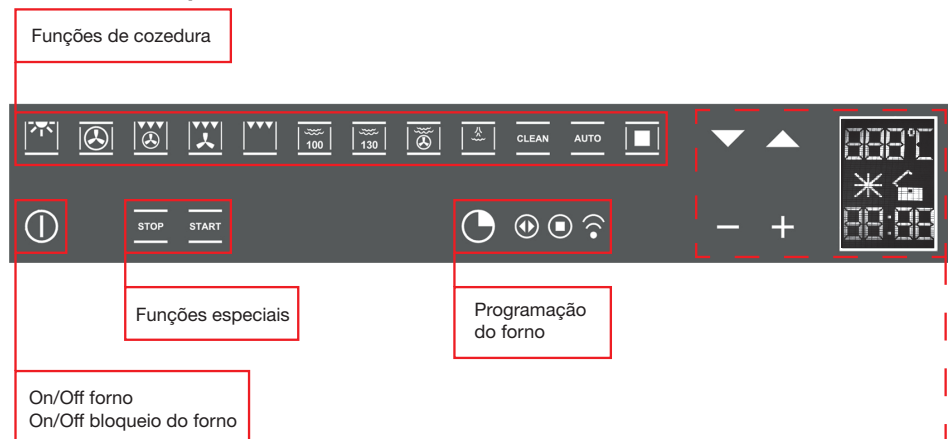 Funções de cozedura
100 130 CLEAN AUTO
888°C
STOP START
88:88
Funções especiais
Programação
do forno
On/Off forno
On/Off bloqueio do forno